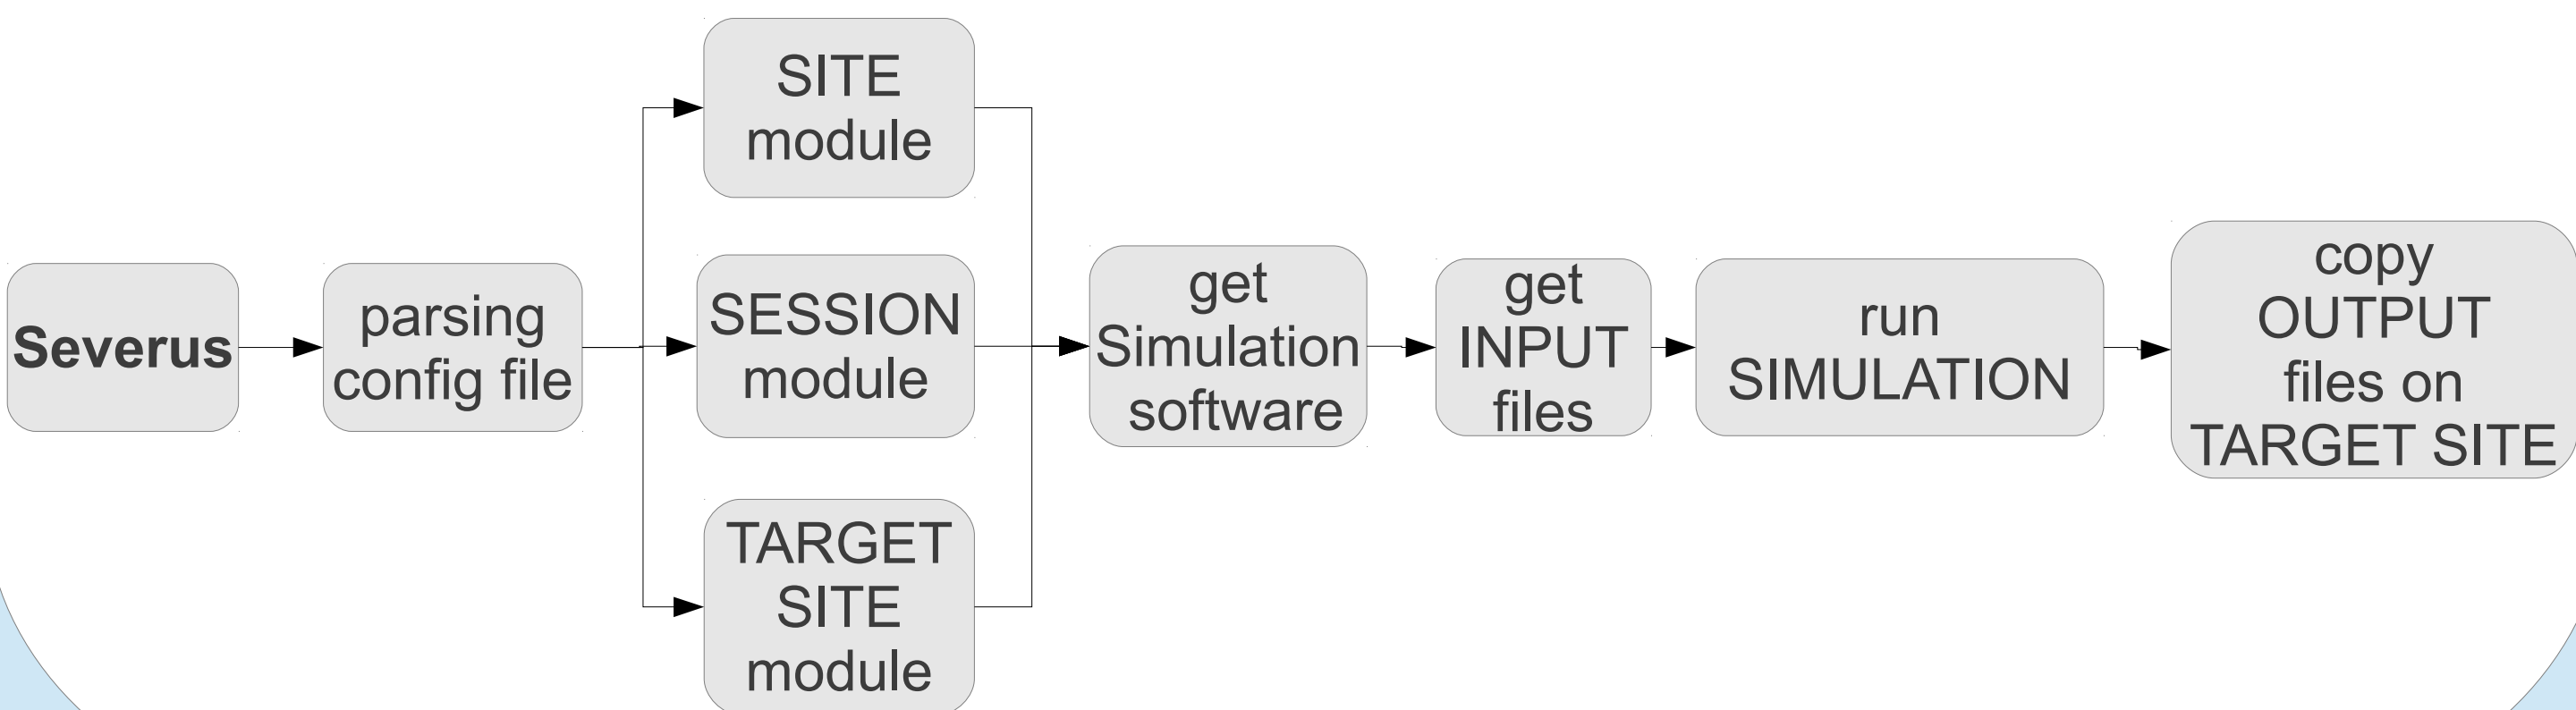 Severus
parsing
config file
SITE
module
SESSION
module
TARGET
SITE
module
get
Simulation
software
get
INPUT
files
run
SIMULATION
copy
OUTPUT
files on
TARGET SITE